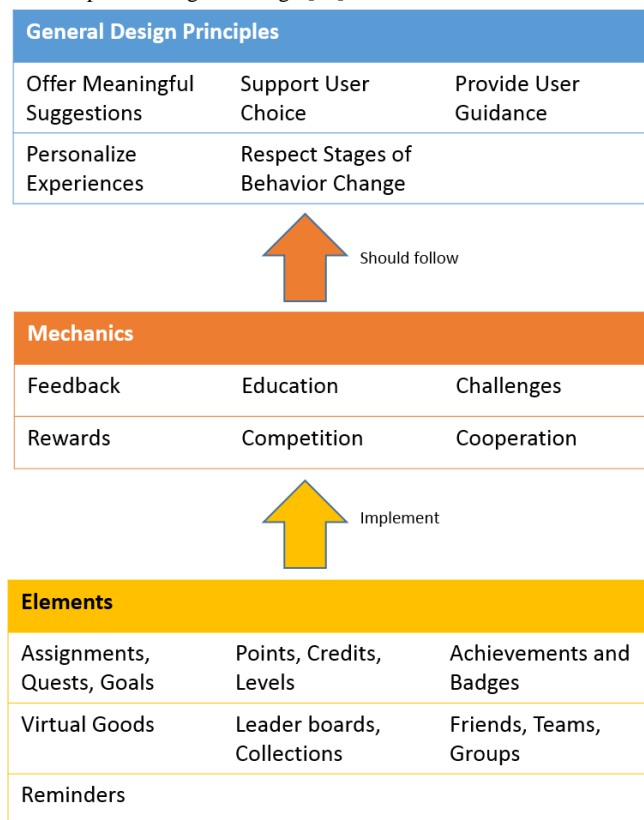 General Design Principles
Offer Meaningful
Suggestions
Support User
Choice
Provide User
Guidance
Personalize
Experiences
Respect Stages of
Behavior Change
Should follow
Mechanics
Feedback
Education
Challenges
Rewards
Competition
Cooperation
Implement
Elements
Assignments,
Quests, Goals
Points, Credits,
Levels
Achievements and
Badges
Virtual Goods
Leader boards,
Collections
Friends, Teams,
Groups
Reminders